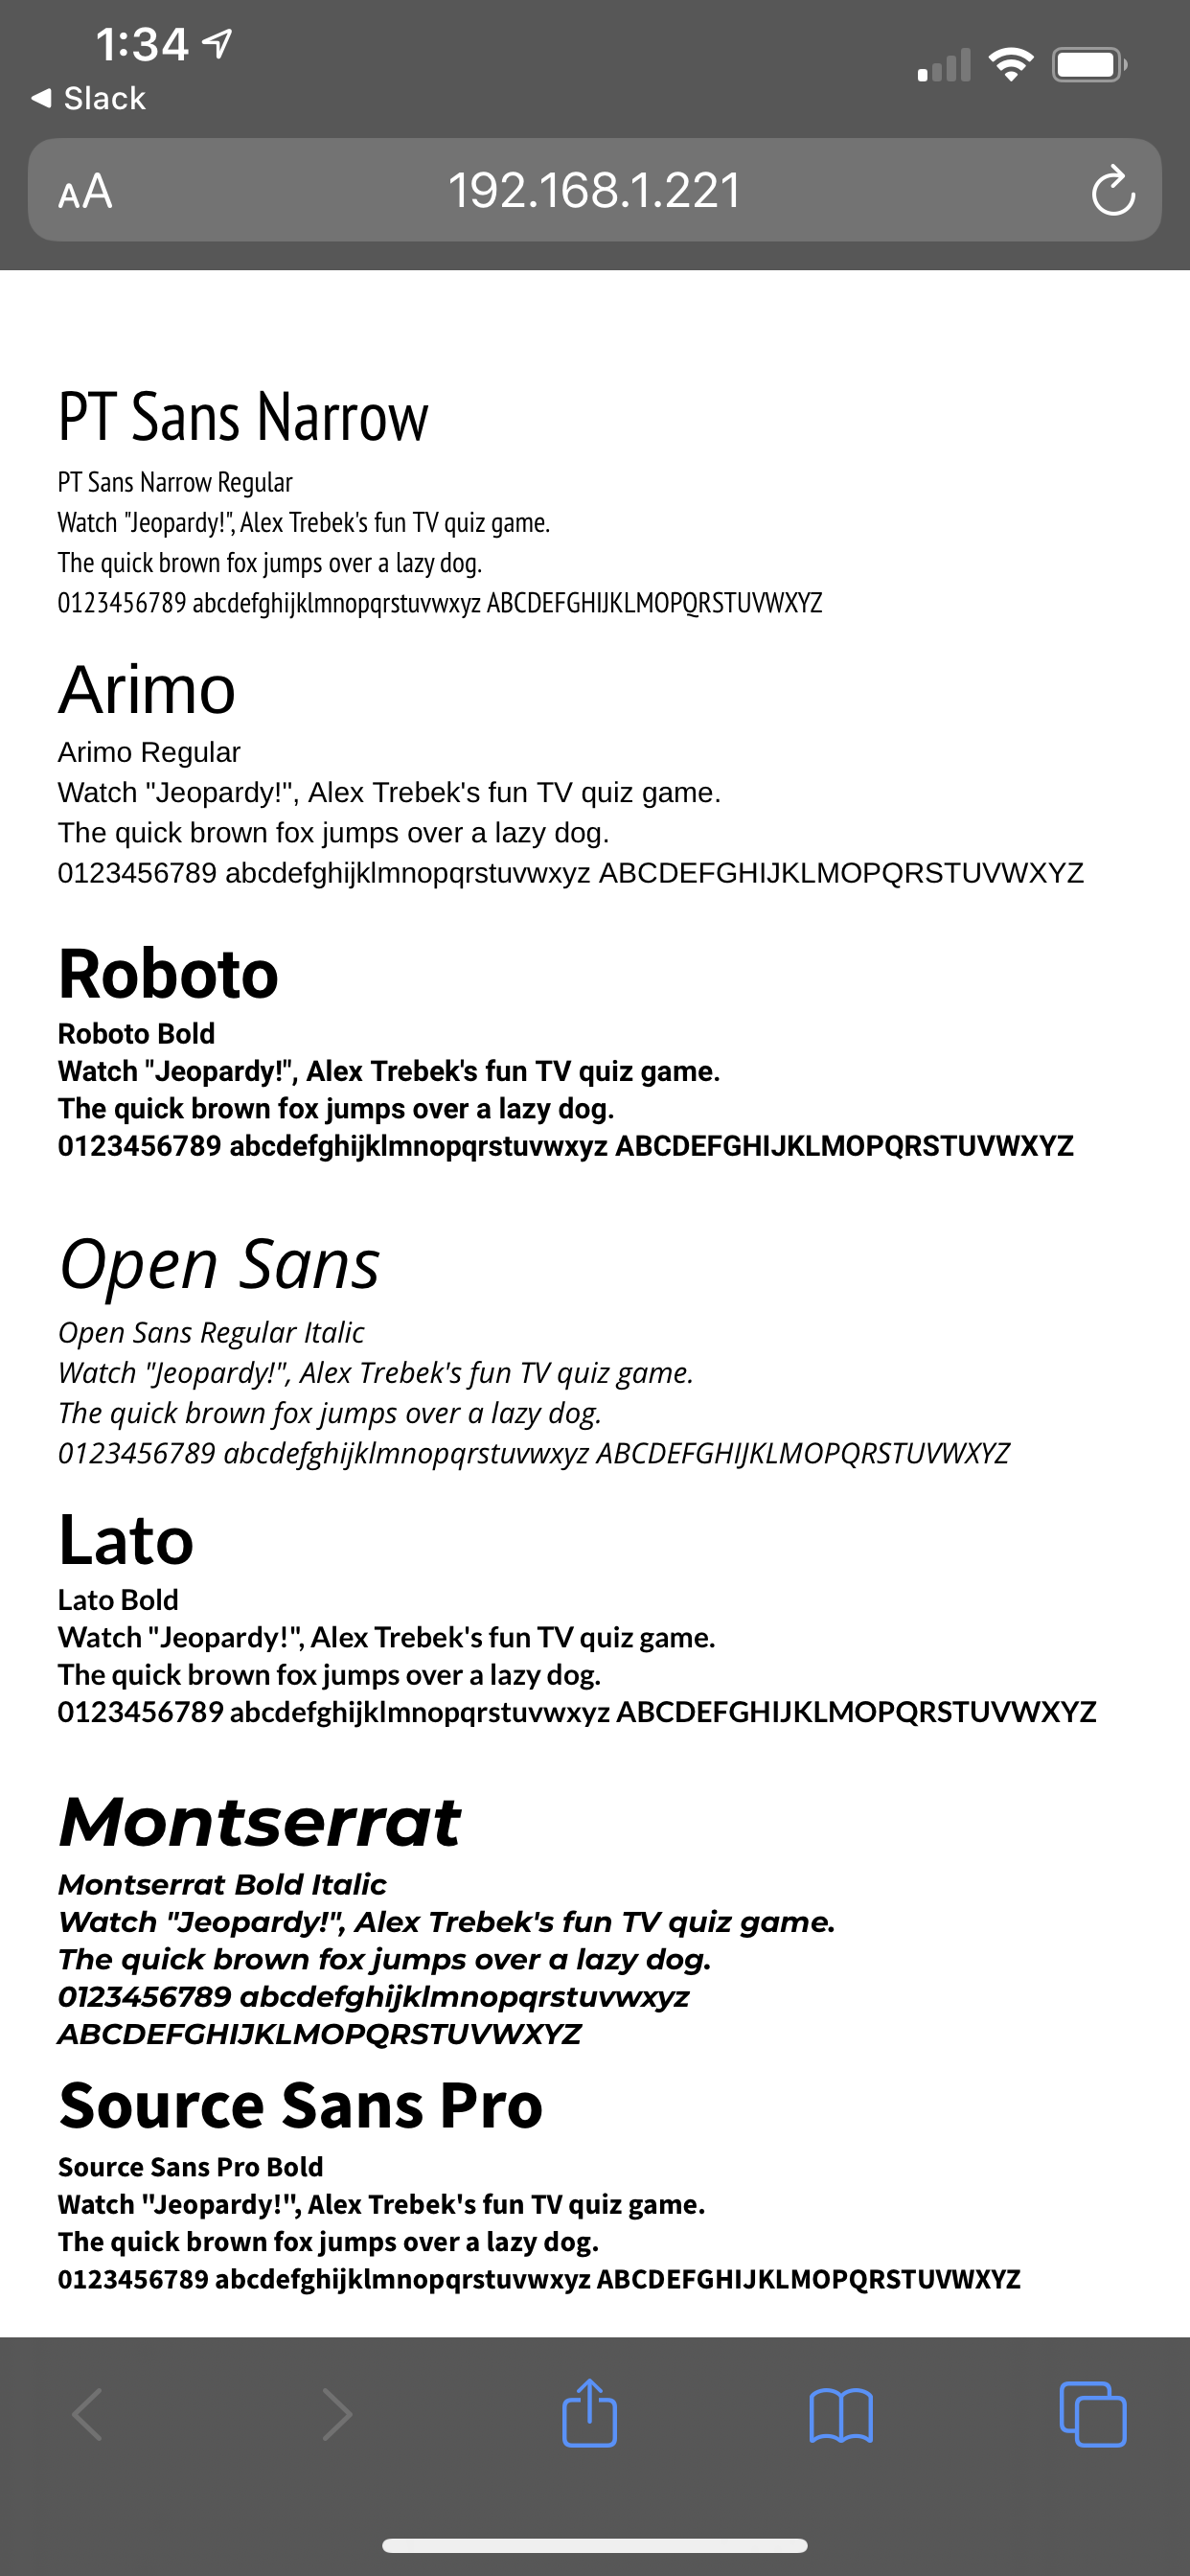 1:34
Slack
AA
192.168.1.221
PT Sans Narrow
PT Sans Narrow Regular
Watch "Jeopardy!", Alex Trebek's fun TV quiz game.
The quick brown fox jumps over a lazy dog.
0123456789 abcdefghijklmnopqrstuvwxyz ABCDEFGHIJKLMOPQRSTUVWXYZ
Arimo
Arimo Regular
Watch "Jeopardy!", Alex Trebek's fun TV quiz game.
The quick brown fox jumps over a lazy dog.
0123456789 abcdefghijklmnopqrstuvwxyz ABCDEFGHIJKLMOPQRSTUVWXYZ
Roboto
Roboto Bold
Watch "Jeopardy!", Alex Trebek's fun TV quiz game.
The quick brown fox jumps over a lazy dog.
0123456789 abcdefghijklmnopqrstuvwxyz ABCDEFGHIJKLMOPQRSTUVWXYZ
Open Sans
Open Sans Regular Italic
Watch "Jeopardy!", Alex Trebek's fun TV quiz game.
The quick brown fox jumps over a lazy dog.
0123456789 abcdefghijklmnopqrstuvwxyz ABCDEFGHIJKLMOPQRSTUVWXYZ
Lato
Lato Bold
Watch "Jeopardy!", Alex Trebek's fun TV quiz game.
The quick brown fox jumps over a lazy dog.
0123456789 abcdefghijklmnopqrstuvwxyz ABCDEFGHIJKLMOPQRSTUVWXYZ
Montserrat
Montserrat Bold Italic
Watch "Jeopardy!", Alex Trebek's fun TV quiz game.
The quick brown fox jumps over a lazy dog.
0123456789 abcdefghijklmnopqrstuvwxyz
ABCDEFGHIJKLMOPQRSTUVWXYZ
Source Sans Pro
Source Sans Pro Bold
Watch "Jeopardy!", Alex Trebek's fun TV quiz game.
The quick brown fox jumps over a lazy dog.
0123456789 abcdefghijklmnopqrstuvwxyz ABCDEFGHIJKLMOPQRSTUVWXYZ